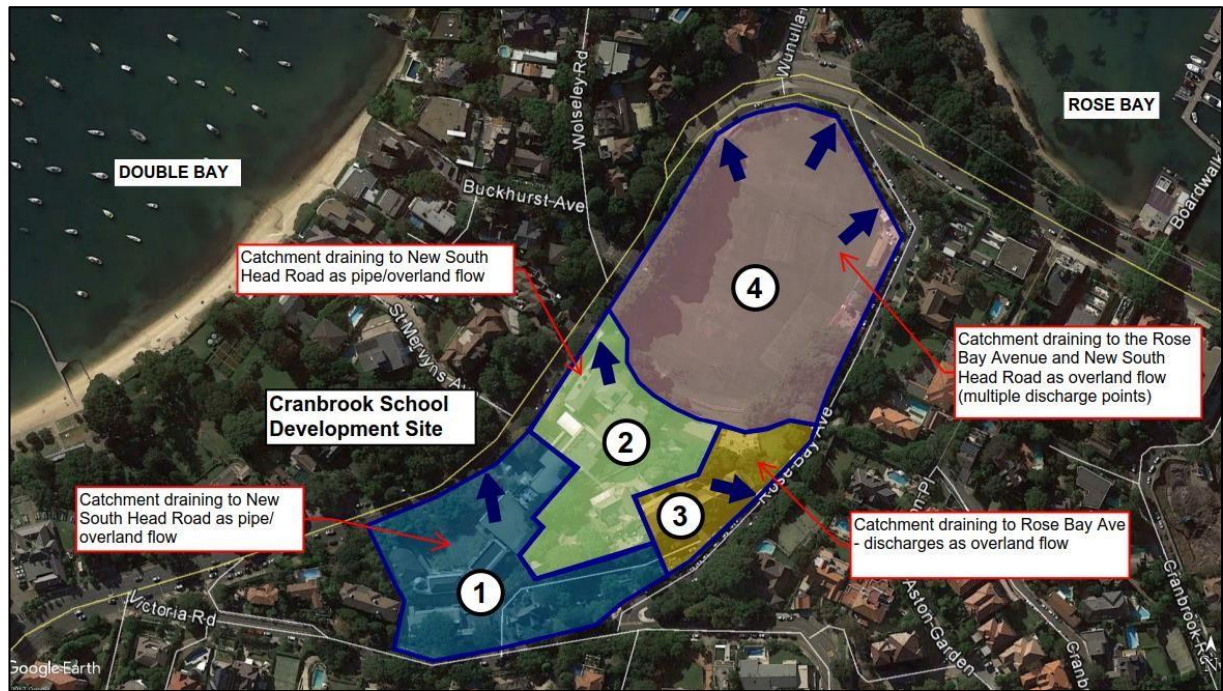 Wunulla
ROSE BAY
Wolseley Rd
DOUBLE BAY
Buckhurst Ave
Boardwalk
Catchment draining to New South
Head Road as pipe/overland flow
4
St Mervyns Av
Catchment draining to the Rose
Bay Avenue and New South
Head Road as overland flow
(multiple discharge points)
Cranbrook School
Development Site
2
Rose Bay Ave
Catchment draining to New
South Head Road as pipe/
overland flow
3
Catchment draining to Rose Bay Ave
- discharges as overland flow
1
Victoria Rd
Aston Garden
Cranbrook Rd
Cranb
Google Earth